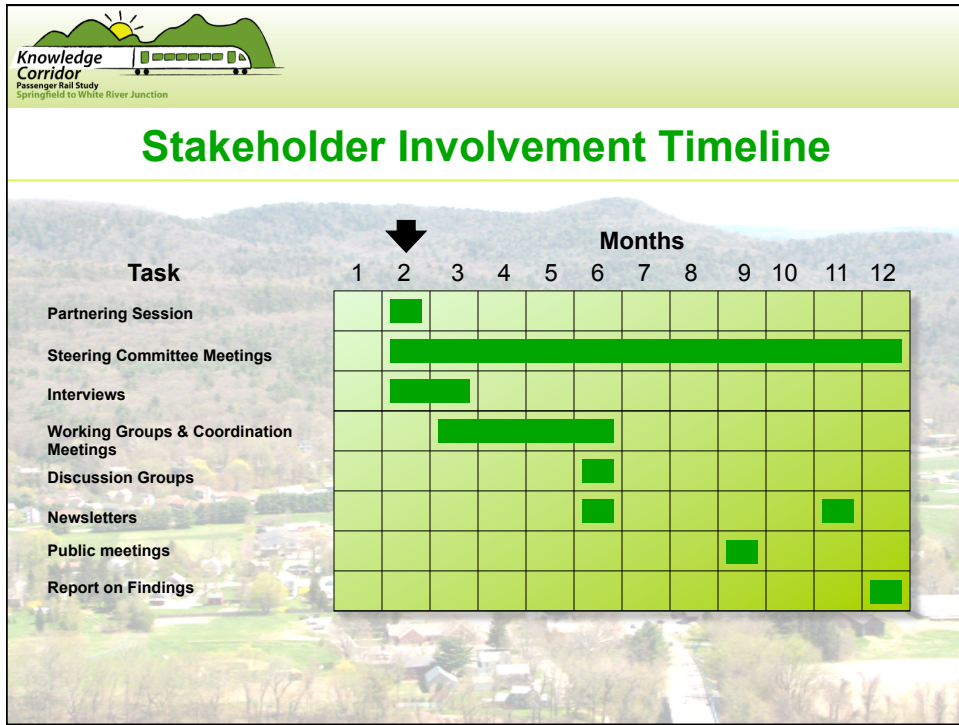 Knowledge
Corridor
Passenger Rail Study
Springfield to White River Junction
Stakeholder Involvement Timeline
Months
Task 1 2 3 4 5 6 7 8 9 10 11 12
Partnering Session
Steering Committee Meetings
Interviews
Working Groups & Coordination
Meetings
Discussion Groups
Newsletters
Public meetings
Report on Findings